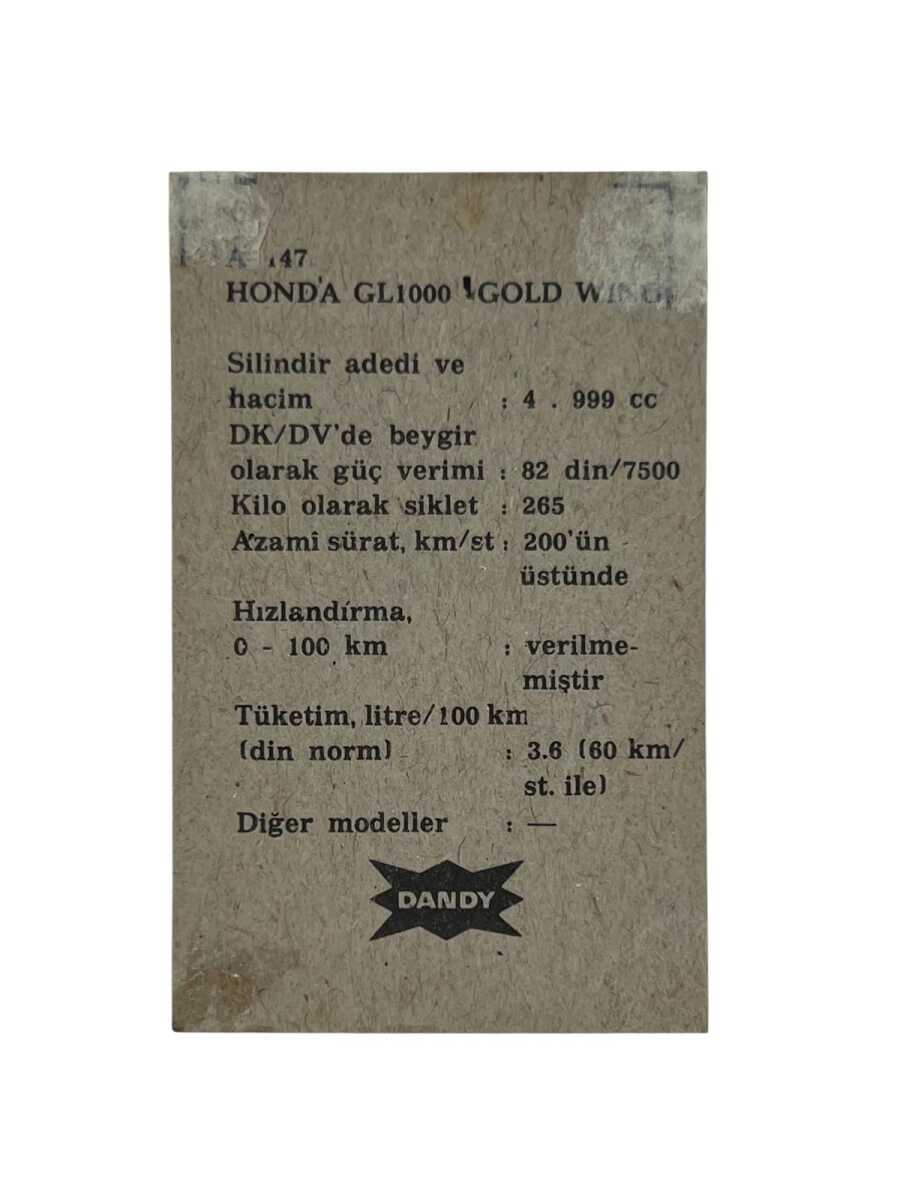 A 147
HONDA GL1000 "GOLD WING"
Silindir adedi ve
hacim : 4 . 999 cc
DK/DV'de beygir
olarak güç verimi : 82 din/7500
Kilo olarak siklet : 265
Azamî sürat, km/st : 200'ün
üstünde
Hızlandırma,
0 - 100 km : verilme-
miştir
Tüketim, litre/100 km
(din norm) : 3.6 (60 km/
st. ile)
Diğer modeller : —
DANDY